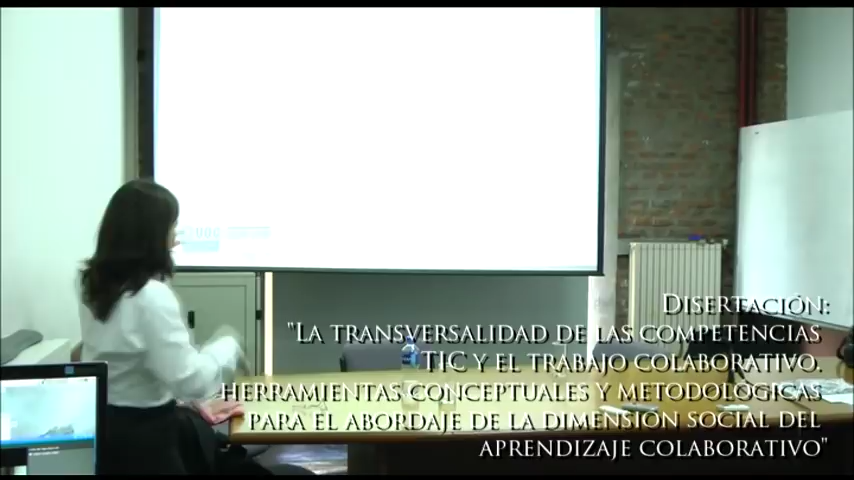 Disertación:
"La transversalidad de las competencias
TIC y el trabajo colaborativo.
herramientas conceptuales y metodológicas
para el abordaje de la dimensión social del
aprendizaje colaborativo"